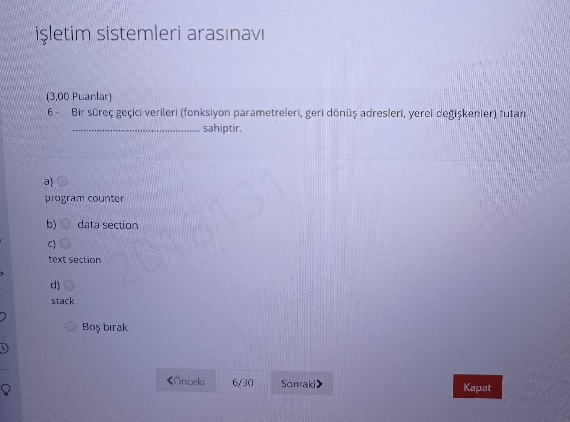 işletim sistemleri arasınavı
(3,00 Puanlar)
6 - Bir süreç geçici verileri (fonksiyon parametreleri, geri dönüş adresleri, yerel değişkenler) tutan
................................................ sahiptir.
a)
program counter
b) data section
c)
text section
d)
stack
Boş bırak
❮Önceki 6/30 Sonraki❯ Kapat